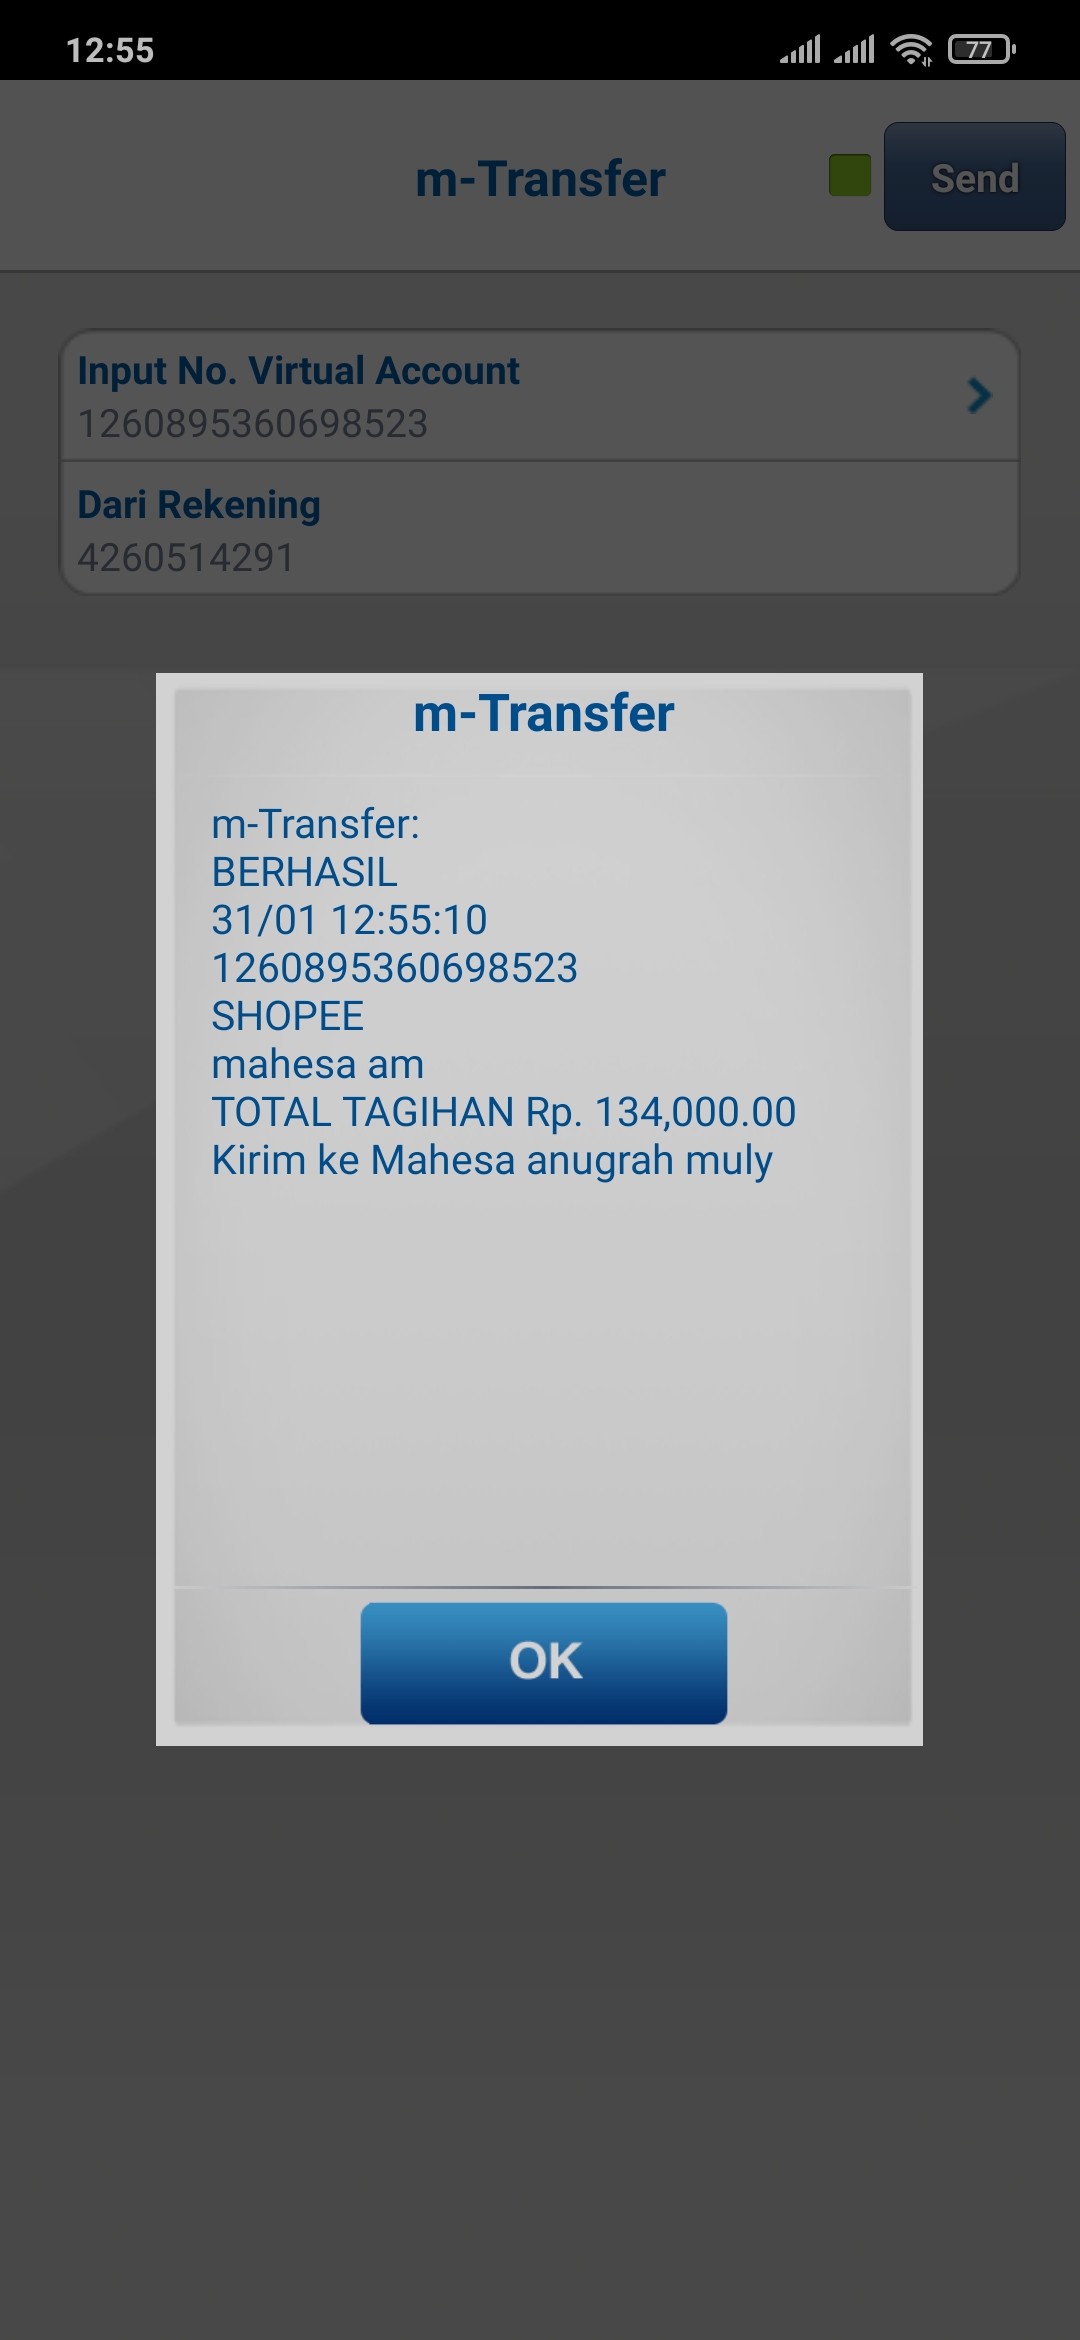 12:55
77
m-Transfer
Send
Input No. Virtual Account
1260895360698523
Dari Rekening
4260514291
m-Transfer
m-Transfer:
BERHASIL
31/01 12:55:10
1260895360698523
SHOPEE
mahesa am
TOTAL TAGIHAN Rp. 134,000.00
Kirim ke Mahesa anugrah muly
OK